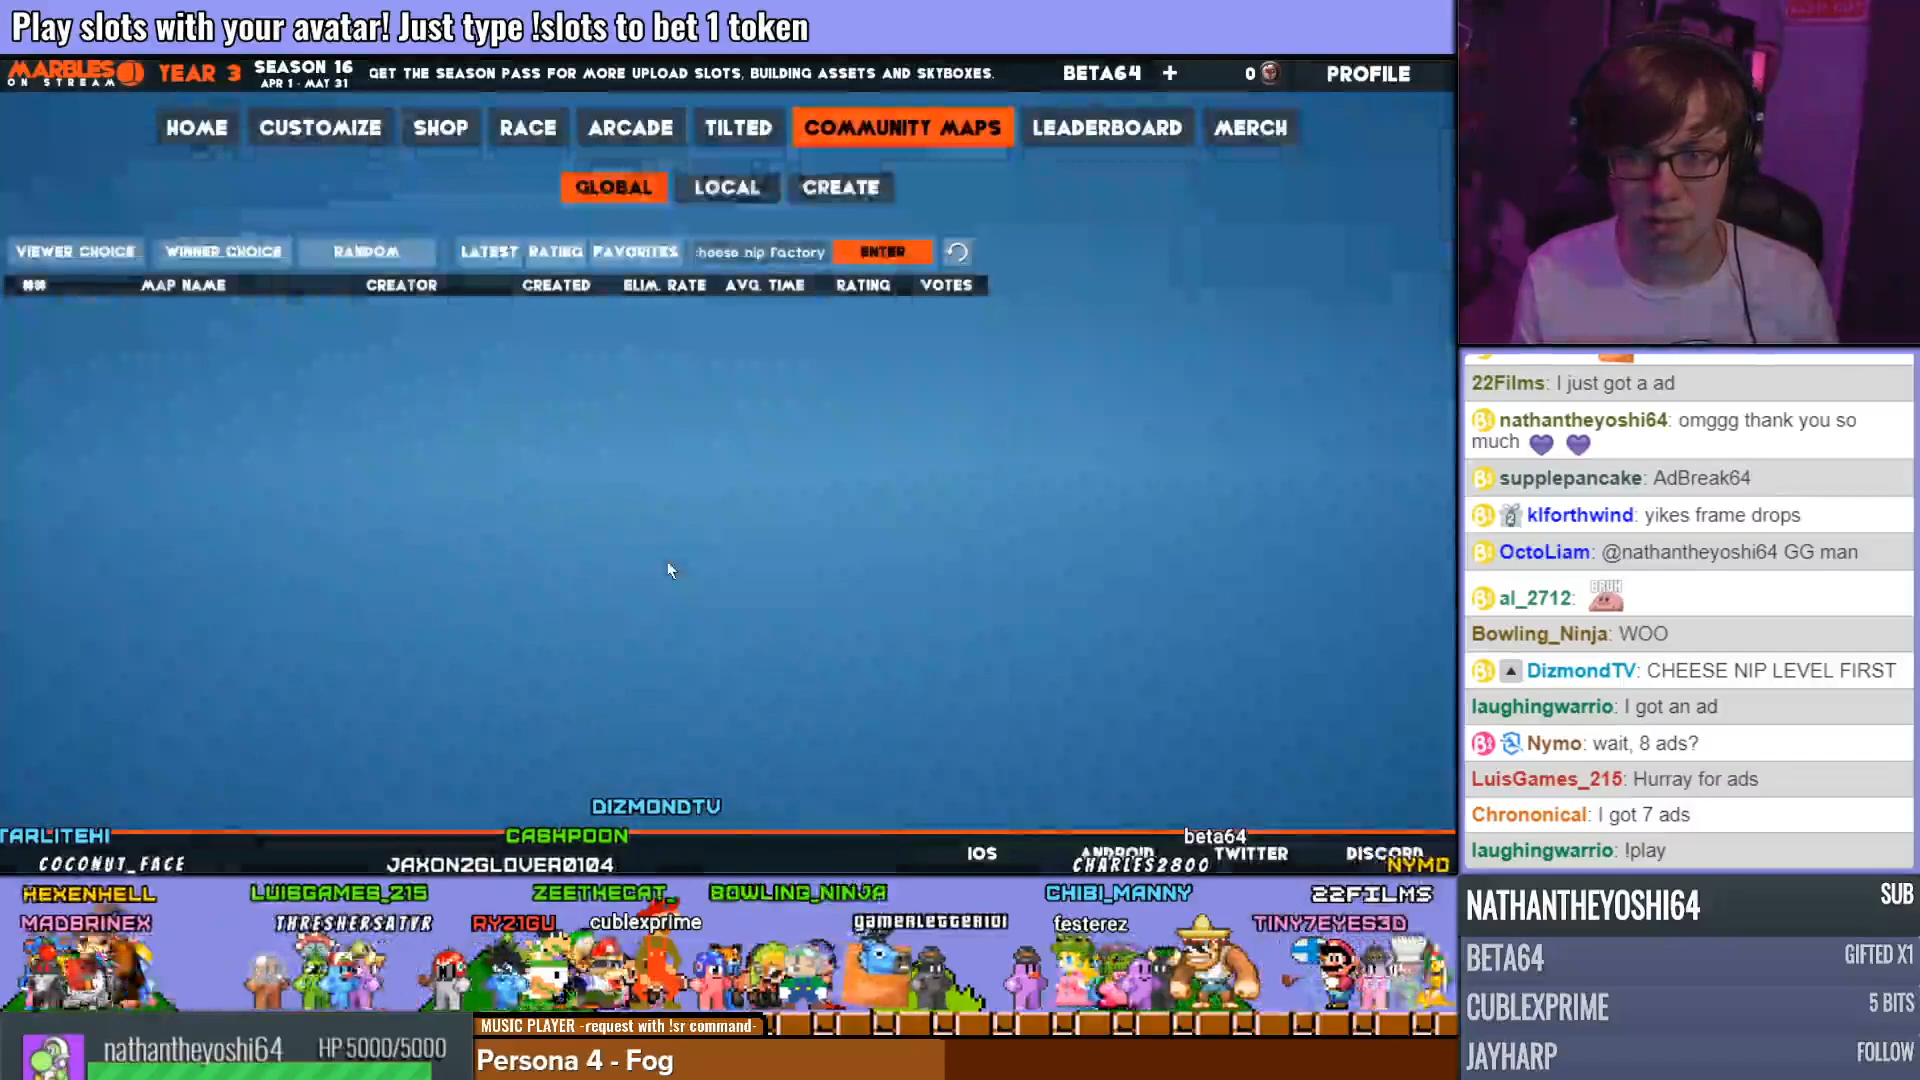 Play slots with your avatar! Just type !slots to bet 1 token
MARBLES ON STREAM
YEAR 3
SEASON 16
APR 1 - MAY 31
GET THE SEASON PASS FOR MORE UPLOAD SLOTS, BUILDING ASSETS AND SKYBOXES.
BETA64 +
0
PROFILE
HOME CUSTOMIZE SHOP RACE ARCADE TILTED COMMUNITY MAPS LEADERBOARD MERCH
GLOBAL LOCAL CREATE
VIEWER CHOICE WINNER CHOICE RANDOM LATEST RATING FAVORITES heese nip factory ENTER
## MAP NAME CREATOR CREATED ELIM. RATE AVG. TIME RATING VOTES
22Films: I just got a ad
nathantheyoshi64: omggg thank you so
much
supplepancake: AdBreak64
klforthwind: yikes frame drops
OctoLiam: @nathantheyoshi64 GG man
al_2712: BRUH
Bowling_Ninja: WOO
DizmondTV: CHEESE NIP LEVEL FIRST
laughingwarrio: I got an ad
Nymo: wait, 8 ads?
LuisGames_215: Hurray for ads
Chrononical: I got 7 ads
laughingwarrio: !play
DIZMONDTV
TARLITEHI CASHPOON beta64
IOS ANDROID TWITTER DISCORD
COCONUT_FACE JAXON2GLOVER0104 CHARLES2800 NYMO
HEXENHELL LUISGAMES_215 ZEETHECAT_ BOWLING_NINJA CHIBI_MANNY 22FILMS
MADBRINEX THRESHERSATYR RY21GU cublexprime gamerletter101 festerez TINY7EYES3D
nathantheyoshi64 HP 5000/5000
MUSIC PLAYER -request with !sr command-
Persona 4 - Fog
NATHANTHEYOSHI64 SUB
BETA64 GIFTED X1
CUBLEXPRIME 5 BITS
JAYHARP FOLLOW